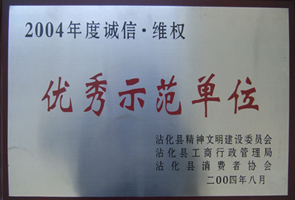 2004年度诚信·维权
优秀示范单位
沾化县精神文明建设委员会
沾化县工商行政管理局
沾化县消费者协会
二00四年八月